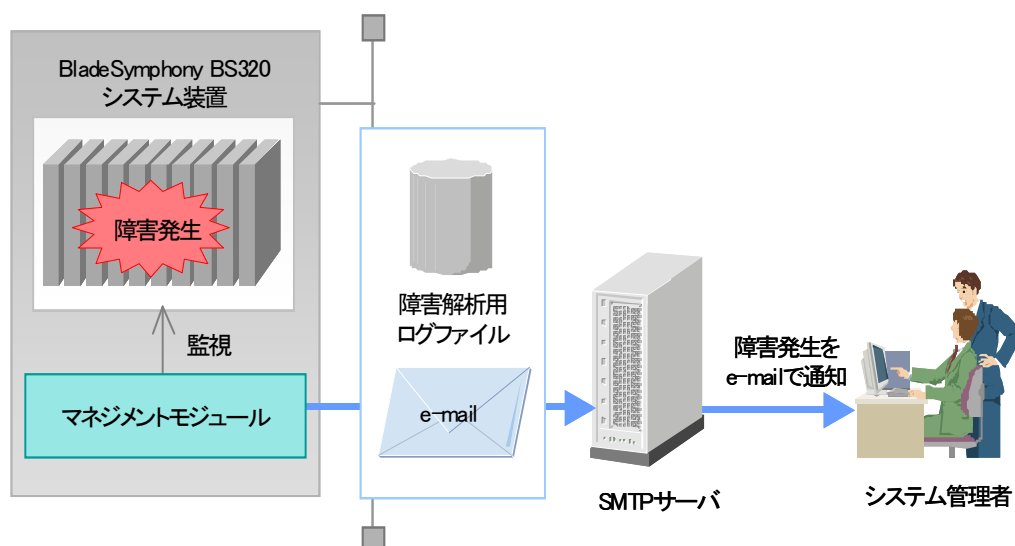 BladeSymphony BS320
システム装置
障害発生
監視
マネジメントモジュール
障害解析用
ログファイル
e-mail
SMTPサーバ
障害発生を
e-mailで通知
システム管理者